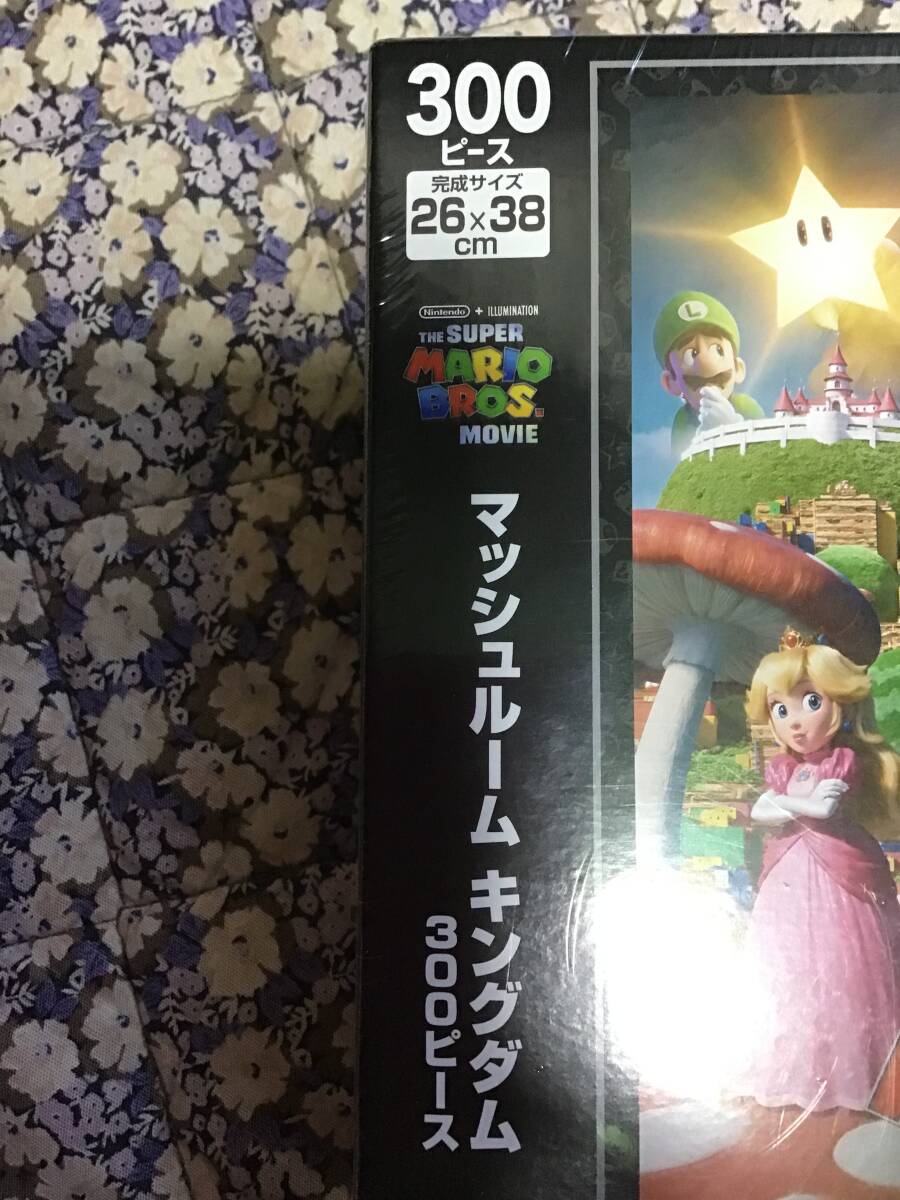 300
ピース
完成サイズ
26×38
cm
Nintendo + ILLUMINATION
THE SUPER
MARIO
BROS.
MOVIE
マッシュルーム キングダム
300ピース
L